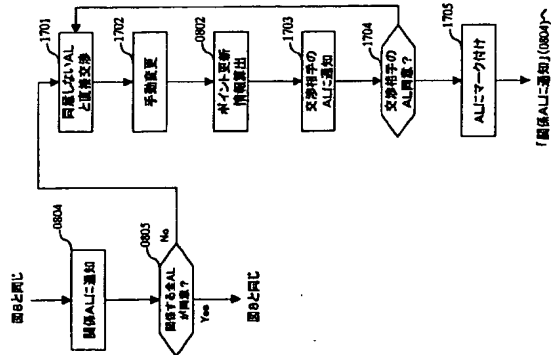 図8と同じ
0804
関係ALに通知
0805
関係する全AL
が同意?
No
Yes
図8と同じ
1701
同意しないAL
と直接交渉
1702
手動変更
0802
ポイント更新
情報算出
1703
交渉相手の
ALに通知
1704
交渉相手の
AL同意?
1705
ALにマーク付け
「関係ALに通知」(0804)へ